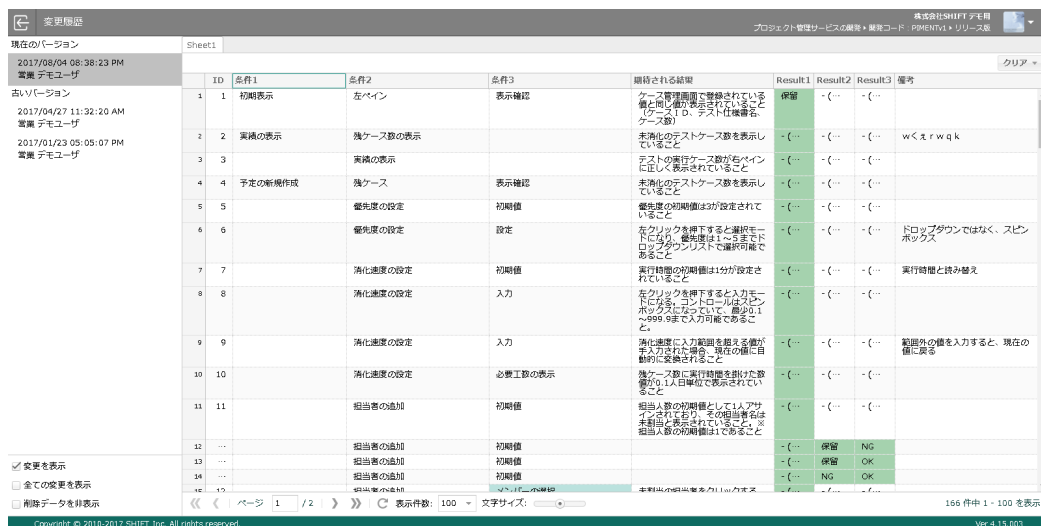 変更履歴
株式会社SHIFT デモ用
プロジェクト管理サービスの開発 ▸ 開発コード：PIMENTv1 ▸ リリース版
現在のバージョン
2017/08/04 08:38:23 PM
営業 デモユーザ
古いバージョン
2017/04/27 11:32:20 AM
営業 デモユーザ
2017/01/23 05:05:07 PM
営業 デモユーザ
変更を表示
全ての変更を表示
削除データを非表示
Sheet1
クリア
ID 条件1 条件2 条件3 期待される結果 Result1 Result2 Result3 備考
1 1 初期表示 左ペイン 表示確認 ケース管理画面で登録されている 保留 - (… - (…
値と同じ値が表示されていること
（ケースＩＤ、テスト仕様書名、
ケース数）
2 2 実績の表示 残ケース数の表示 未消化のテストケース数を表示し - (… - (… - (… ｗくぇｒｗｑｋ
ていること
3 3 実績の表示 テストの実行ケース数が右ペイン - (… - (… - (…
に正しく表示されていること
4 4 予定の新規作成 残ケース 表示確認 未消化のテストケース数を表示し - (… - (… - (…
ていること
5 5 優先度の設定 初期値 優先度の初期値は3が設定されて - (… - (… - (…
いること
6 6 優先度の設定 設定 左クリックを押下すると選択モー - (… - (… - (… ドロップダウンではなく、スピン
ドになり、優先度は１～５までド ボックス
ロップダウンリストで選択可能で
あること
7 7 消化速度の設定 初期値 実行時間の初期値は1分が設定さ - (… - (… - (… 実行時間と読み替え
れていること
8 8 消化速度の設定 入力 左クリックを押下すると入力モー - (… - (… - (…
ドになる。コントロールはスピン
ボックスになっていて、最少0.1
～999.9まで入力可能であるこ
と。
9 9 消化速度の設定 入力 消化速度に入力範囲を超える値が - (… - (… - (… 範囲外の値を入力すると、現在の
手入力された場合、現在の値に自 値に戻る
動的に変換されること
10 10 消化速度の設定 必要工数の表示 残ケース数に実行時間を掛けた数 - (… - (… - (…
値が0.1人日単位で表示されてい
ること
11 11 担当者の追加 初期値 担当人数の初期値として1人アサ - (… - (… - (…
インされており、その担当者名は
未割当と表示されていること。※
担当人数の初期値は1であること
12 … 担当者の追加 初期値 - (… 保留 NG
13 … 担当者の追加 初期値 - (… 保留 OK
14 … 担当者の追加 初期値 - (… NG OK
15 12 担当者の追加 メンバーの選択 未割当の担当者をクリックする - (… - (… - (…
ページ 1 / 2 表示件数: 100 文字サイズ:
166 件中 1 - 100 を表示
Copyright © 2010-2017 SHIFT Inc. All rights reserved.
Ver 4.15.003